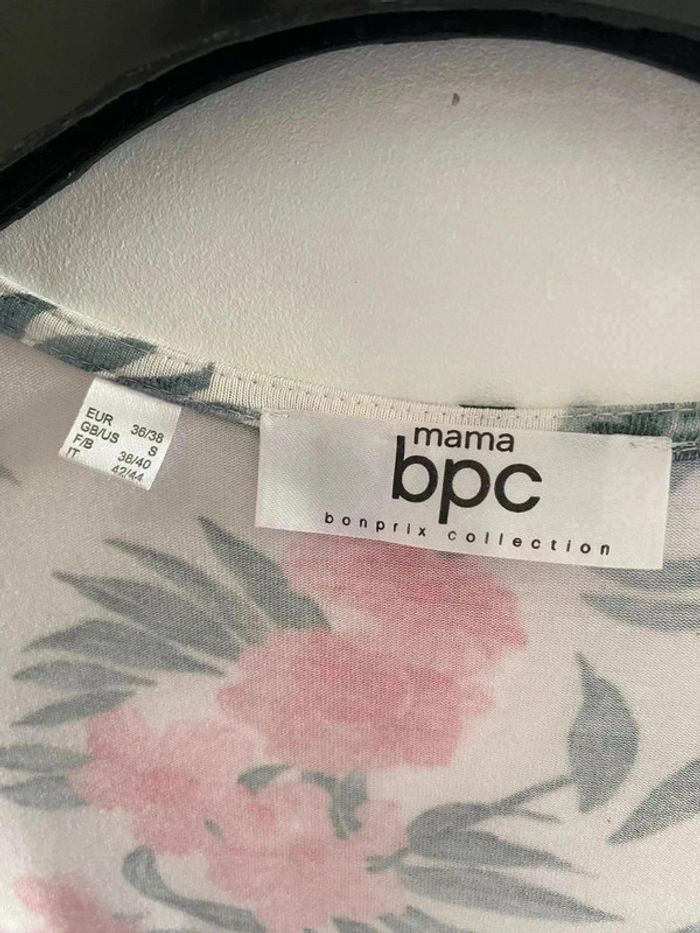 EUR 36/38
GB/US S
F/B 38/40
IT 42/44
mama
bpc
bonprix collection